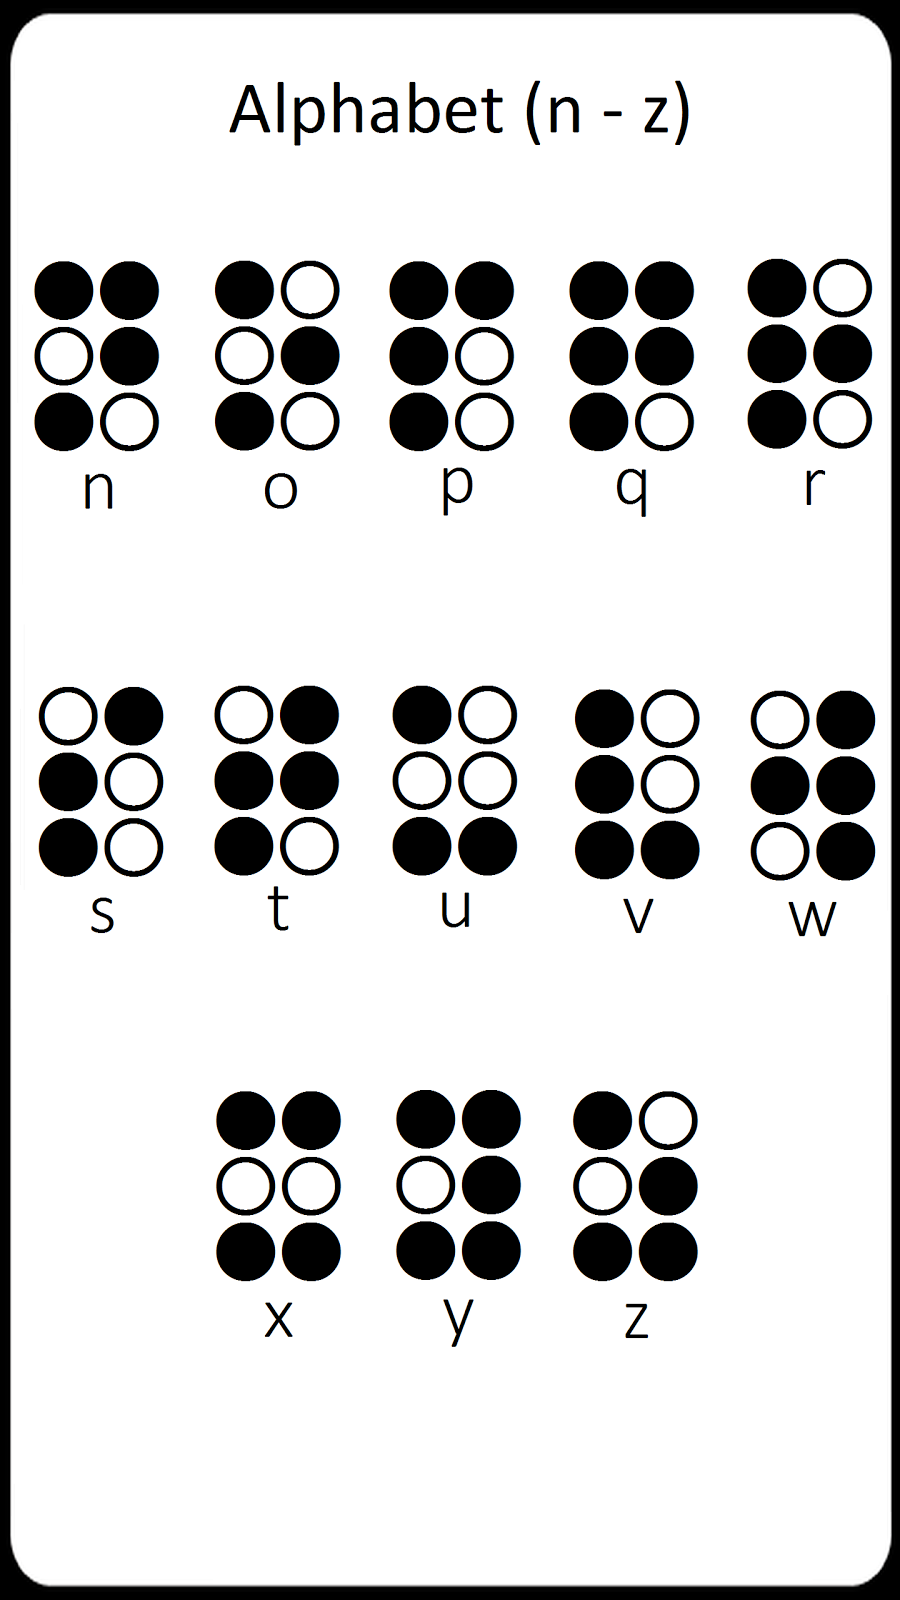 Alphabet (n - z)
⠝ ⠕ ⠏ ⠟ ⠗
n o p q r
⠎ ⠞ ⠥ ⠧ ⠺
s t u v w
⠭ ⠽ ⠵
x y z